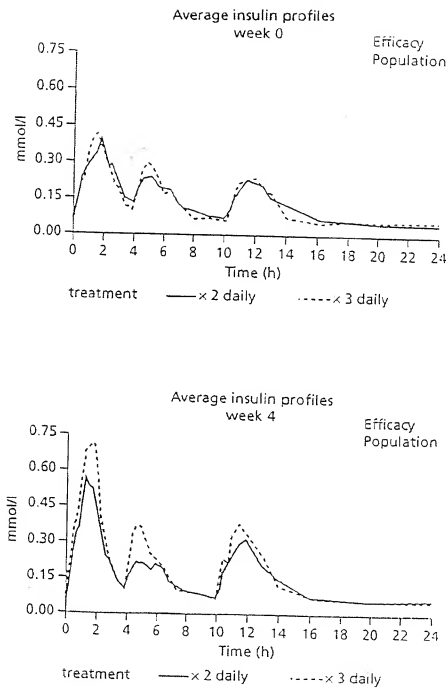 Average insulin profiles
week 0
Efficacy
Population
0.75
0.60
0.45
0.30
0.15
0.00
mmol/l
0 2 4 6 8 10 12 14 16 18 20 22 24
Time (h)
treatment × 2 daily × 3 daily
Average insulin profiles
week 4
Efficacy
Population
0.75
0.60
0.45
0.30
0.15
0.00
mmol/l
0 2 4 6 8 10 12 14 16 18 20 22 24
Time (h)
treatment × 2 daily × 3 daily